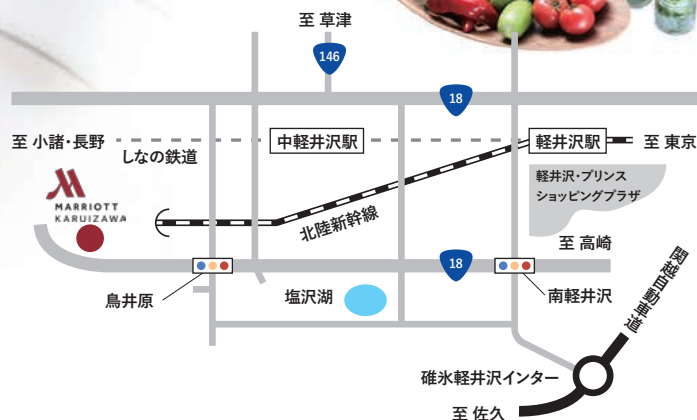 至 草津
146
18
至 小諸・長野
しなの鉄道
中軽井沢駅
軽井沢駅
至 東京
MARRIOTT
KARUIZAWA
軽井沢・プリンス
ショッピングプラザ
北陸新幹線
至 高崎
18
鳥井原
塩沢湖
南軽井沢
関越自動車道
碓氷軽井沢インター
至 佐久